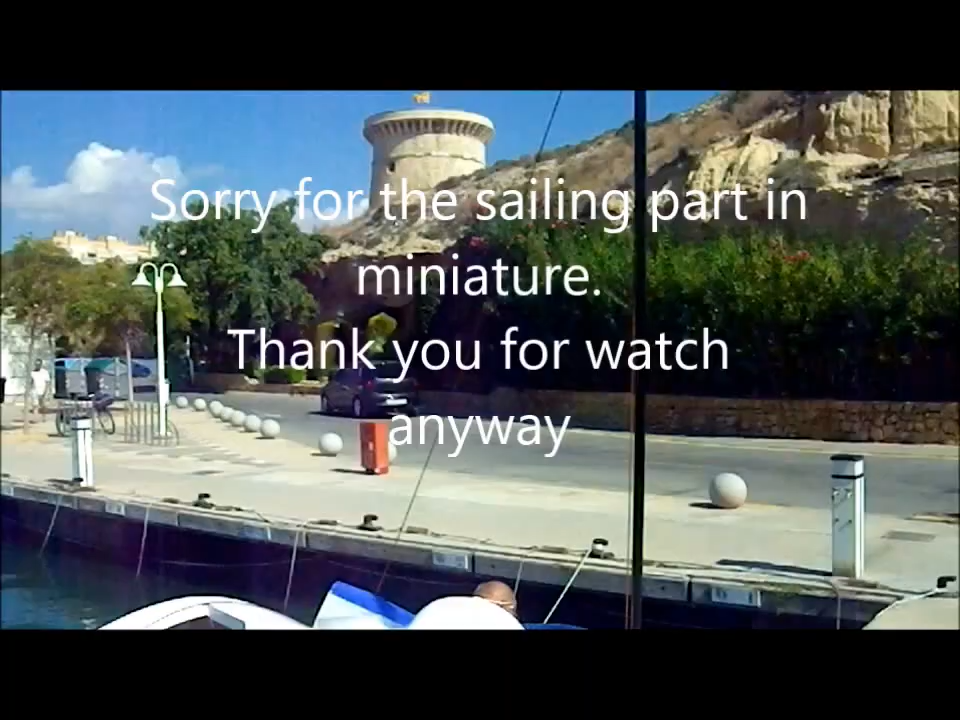 Sorry for the sailing part in
miniature.
Thank you for watch
anyway